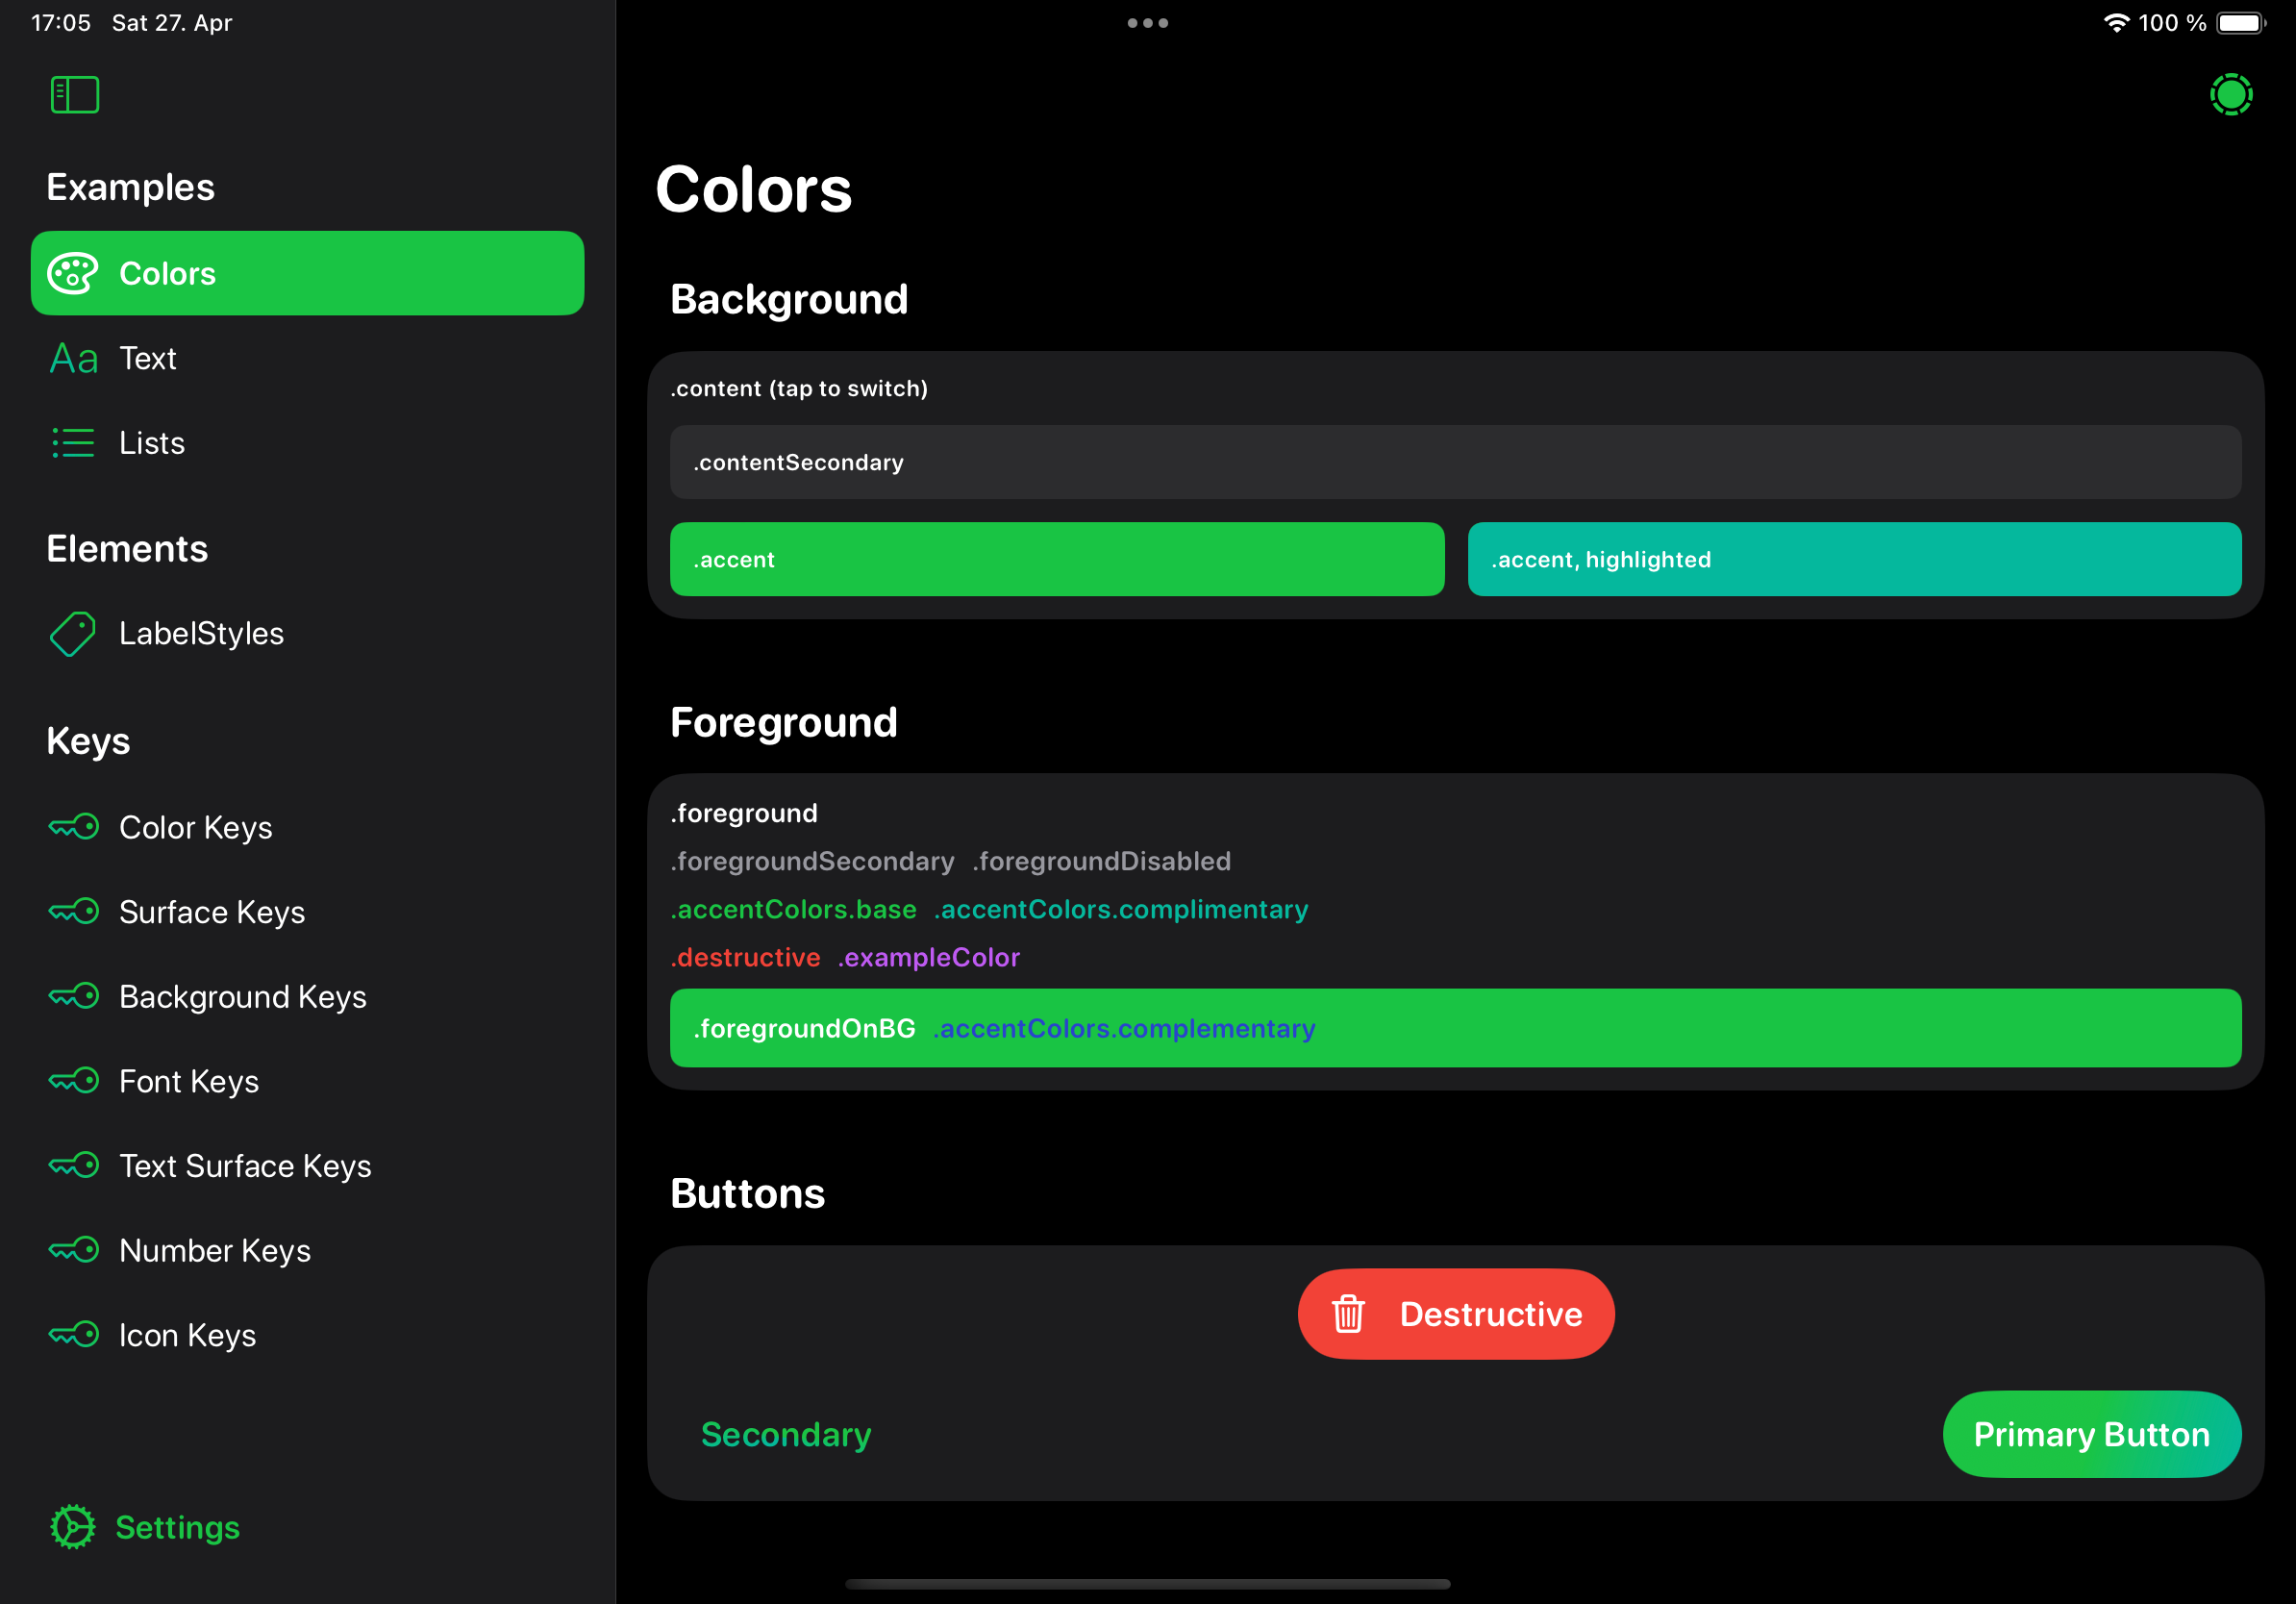 17:05 Sat 27. Apr
100 %
Examples
Colors
Aa Text
Lists
Elements
LabelStyles
Keys
Color Keys
Surface Keys
Background Keys
Font Keys
Text Surface Keys
Number Keys
Icon Keys
Settings
Colors
Background
.content (tap to switch)
.contentSecondary
.accent
.accent, highlighted
Foreground
.foreground
.foregroundSecondary .foregroundDisabled
.accentColors.base .accentColors.complimentary
.destructive .exampleColor
.foregroundOnBG .accentColors.complementary
Buttons
Destructive
Secondary
Primary Button